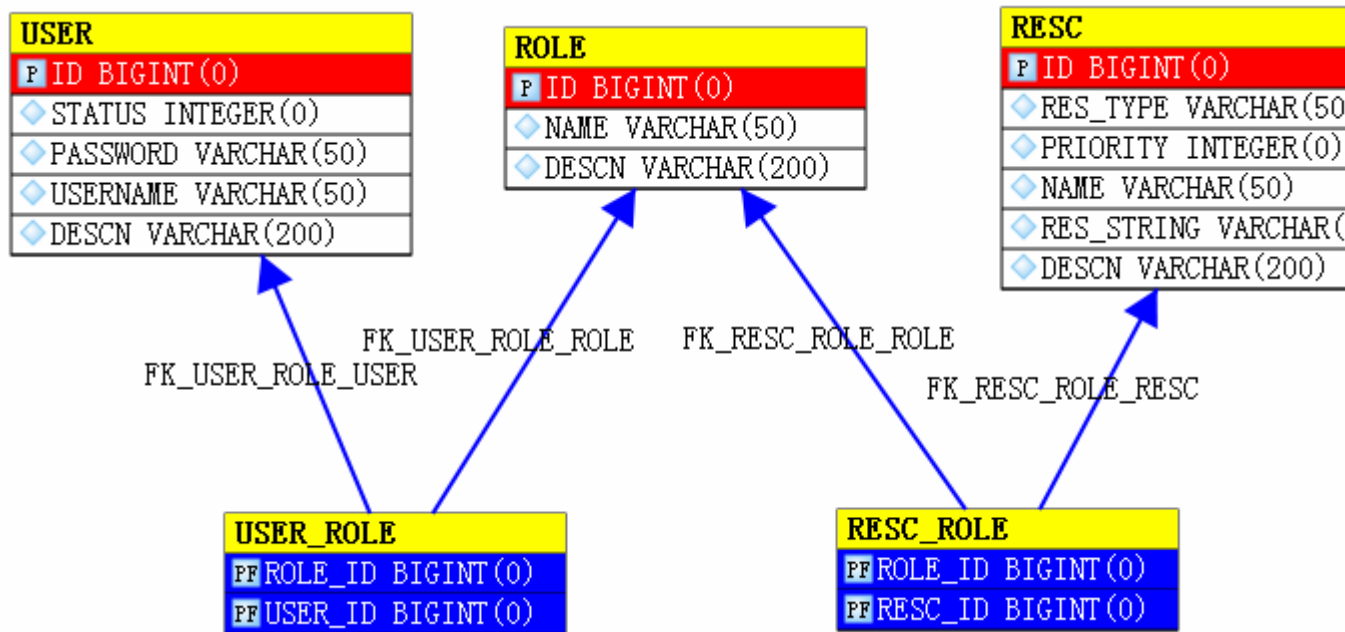 USER
P ID BIGINT(0)
STATUS INTEGER(0)
PASSWORD VARCHAR(50)
USERNAME VARCHAR(50)
DESCN VARCHAR(200)
ROLE
P ID BIGINT(0)
NAME VARCHAR(50)
DESCN VARCHAR(200)
RESC
P ID BIGINT(0)
RES_TYPE VARCHAR(50
PRIORITY INTEGER(0)
NAME VARCHAR(50)
RES_STRING VARCHAR(
DESCN VARCHAR(200)
FK_USER_ROLE_USER
FK_USER_ROLE_ROLE
FK_RESC_ROLE_ROLE
FK_RESC_ROLE_RESC
USER_ROLE
PF ROLE_ID BIGINT(0)
PF USER_ID BIGINT(0)
RESC_ROLE
PF ROLE_ID BIGINT(0)
PF RESC_ID BIGINT(0)